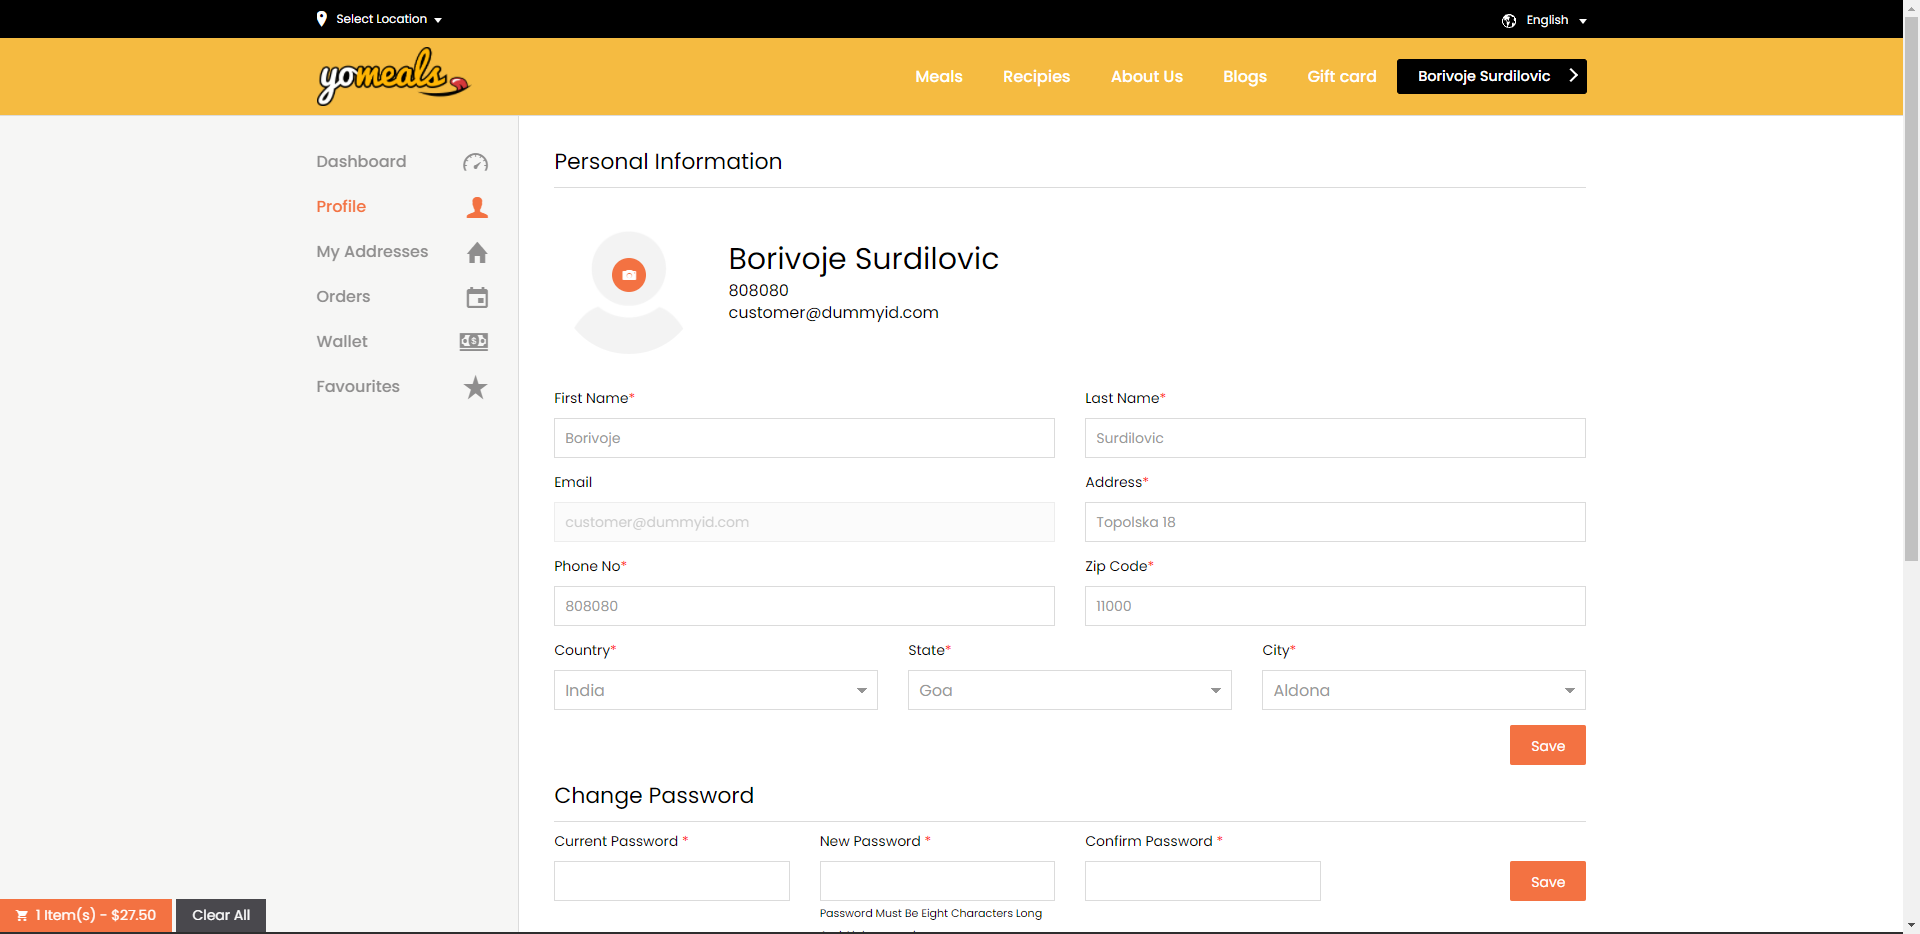 Select Location
English
yomeals
Meals Recipies About Us Blogs Gift card Borivoje Surdilovic
Dashboard
Profile
My Addresses
Orders
Wallet
Favourites
Personal Information
Borivoje Surdilovic
808080
customer@dummyid.com
First Name* Last Name*
Borivoje Surdilovic
Email Address*
customer@dummyid.com Topolska 18
Phone No* Zip Code*
808080 11000
Country* State* City*
India Goa Aldona
Save
Change Password
Current Password * New Password * Confirm Password *
Save
Password Must Be Eight Characters Long
1 Item(s) - $27.50 Clear All